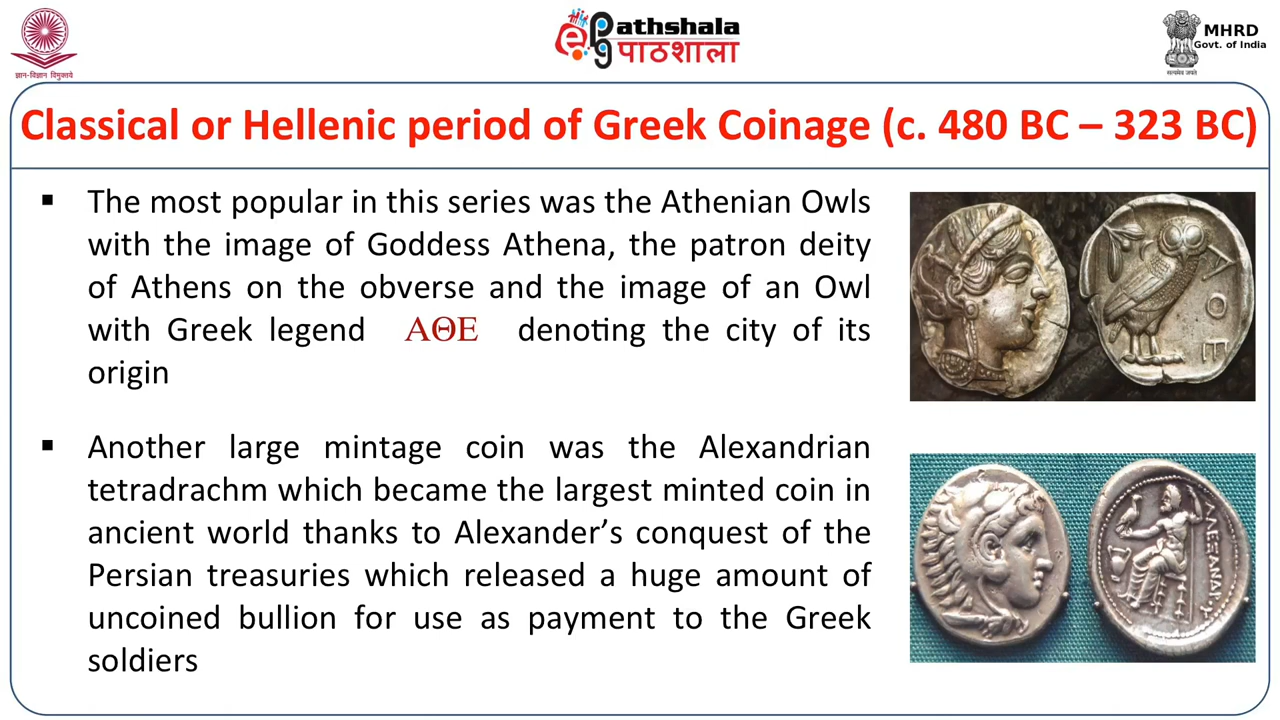 ज्ञान-विज्ञान विमुक्तये
ePathshala
पाठशाला
सत्यमेव जयते
MHRD
Govt. of India
Classical or Hellenic period of Greek Coinage (c. 480 BC – 323 BC)
▪ The most popular in this series was the Athenian Owls
with the image of Goddess Athena, the patron deity
of Athens on the obverse and the image of an Owl
with Greek legend ΑΘΕ denoting the city of its
origin
ΑΘΕ
▪ Another large mintage coin was the Alexandrian
tetradrachm which became the largest minted coin in
ancient world thanks to Alexander’s conquest of the
Persian treasuries which released a huge amount of
uncoined bullion for use as payment to the Greek
soldiers